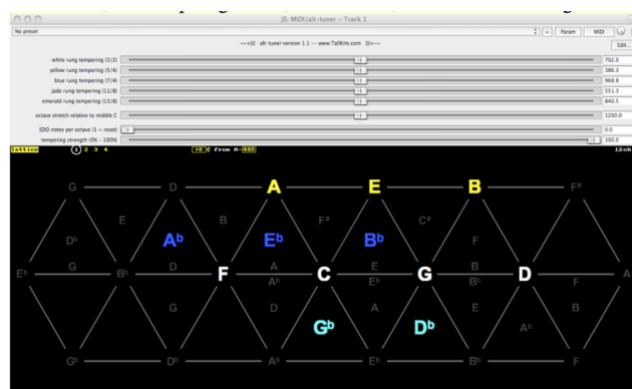 JS: MIDI/alt-tuner - Track 1
No preset + Param MIDI
---<<(( alt-tuner version 1.1 --- www.TallKite.com ))>>--- Edit...
white rung tempering (3/2) 702.0
yellow rung tempering (5/4) 386.3
blue rung tempering (7/4) 968.8
jade rung tempering (11/8) 551.3
emerald rung tempering (13/8) 840.5
octave stretch relative to middle C 1200.0
EDO notes per octave (1 = reset) 0.0
tempering strength (0% - 100%) 100.0
lattice 1 2 3 4 from A-440 12ch
G D A E B F#
E B F# C#
Db Ab Eb Bb F
G D A E B
Eb Bb F C G D A
Ab Eb Bb F
G D A E B
Gb Db Ab
Gb Db Ab Eb Bb F